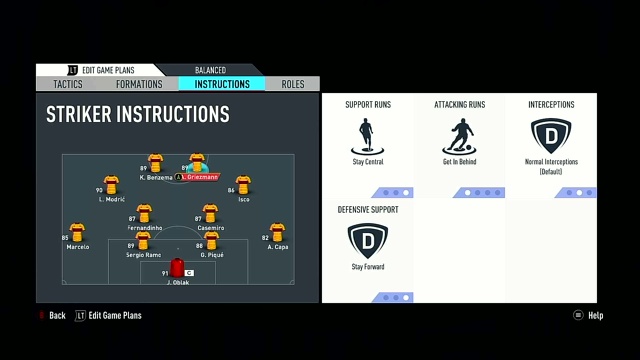 LT EDIT GAME PLANS
BALANCED
TACTICS
FORMATIONS
INSTRUCTIONS
ROLES
STRIKER INSTRUCTIONS
89
K. Benzema
A
89
A. Griezmann
90
L. Modrić
86
Isco
87
Fernandinho
87
Casemiro
85
Marcelo
89
Sergio Ramo
88
G. Piqué
82
A. Capa
91
C
J. Oblak
SUPPORT RUNS
Stay Central
ATTACKING RUNS
Get In Behind
INTERCEPTIONS
D
Normal Interceptions
(Default)
DEFENSIVE SUPPORT
D
Stay Forward
Back
LT Edit Game Plans
Help